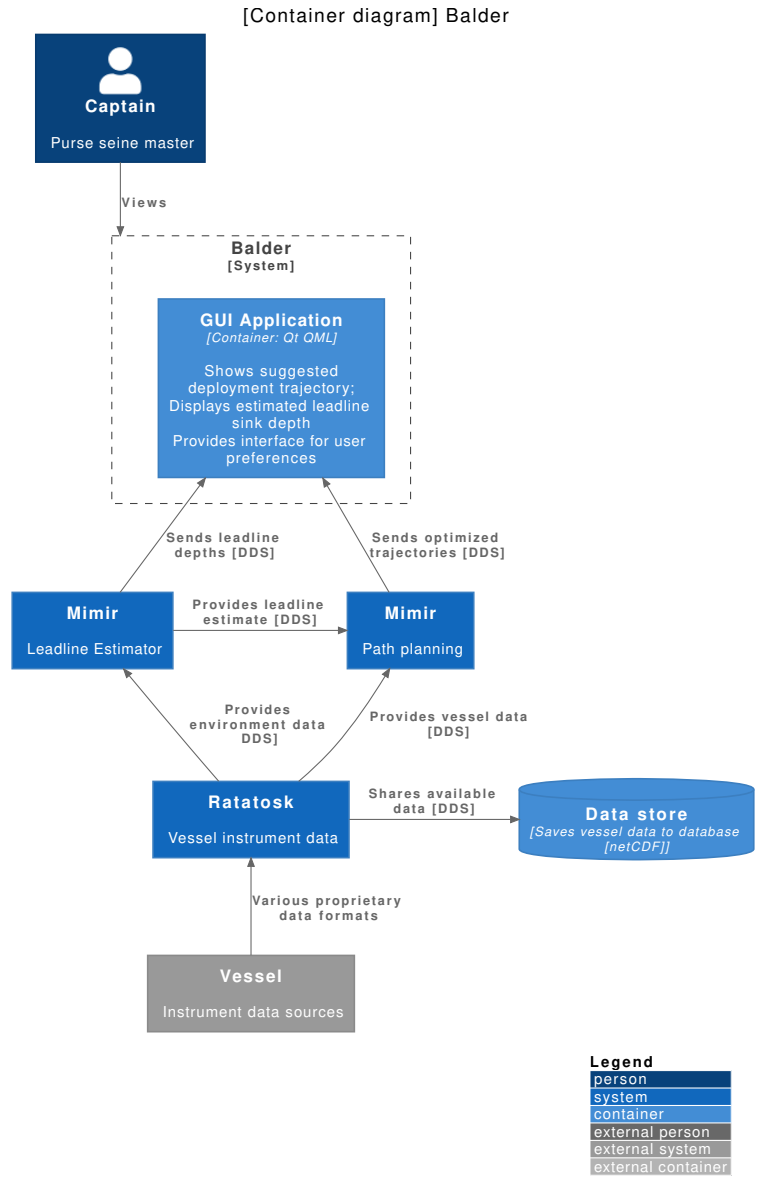 [Container diagram] Balder
Captain
Purse seine master
Views
Balder
[System]
GUI Application
[Container: Qt QML]
Shows suggested
deployment trajectory;
Displays estimated leadline
sink depth
Provides interface for user
preferences
Sends leadline
depths [DDS]
Sends optimized
trajectories [DDS]
Mimir
Leadline Estimator
Provides leadline
estimate [DDS]
Mimir
Path planning
Provides
environment data
DDS]
Provides vessel data
[DDS]
Ratatosk
Vessel instrument data
Shares available
data [DDS]
Data store
[Saves vessel data to database
[netCDF]]
Various proprietary
data formats
Vessel
Instrument data sources
Legend
person
system
container
external person
external system
external container